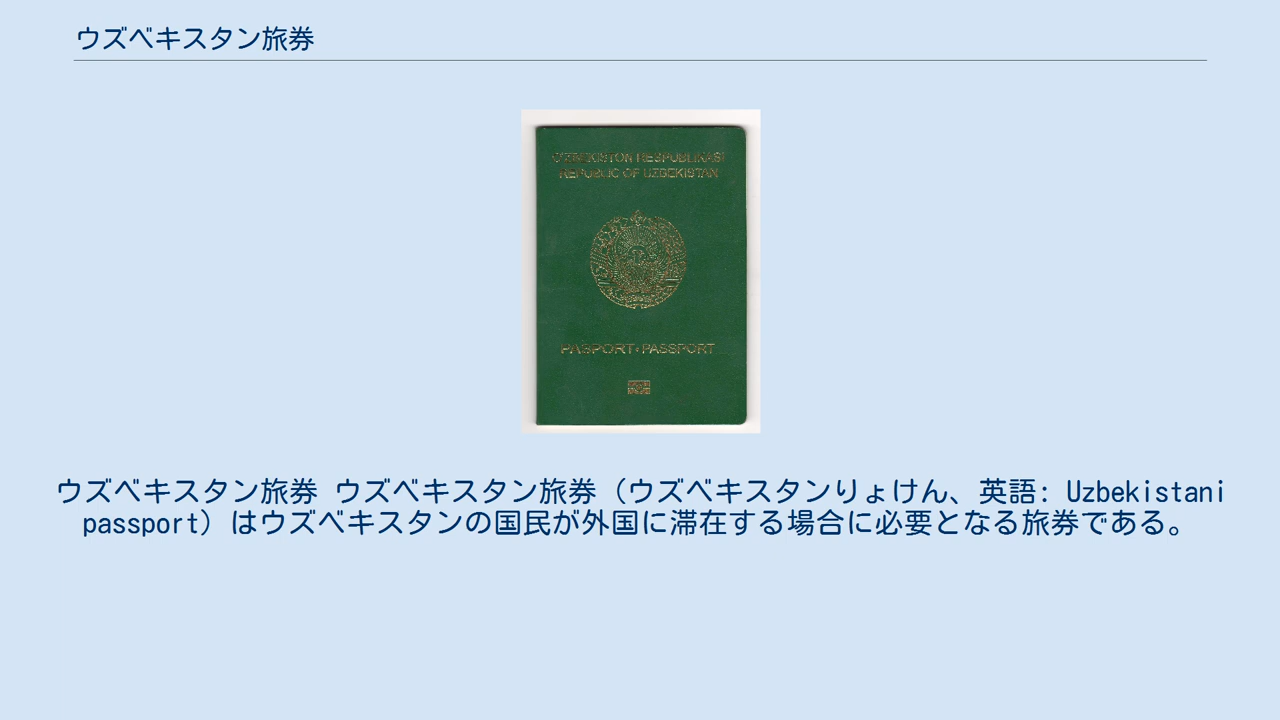 ウズベキスタン旅券
O'ZBEKISTON RESPUBLIKASI
REPUBLIC OF UZBEKISTAN
PASPORT•PASSPORT
ウズベキスタン旅券 ウズベキスタン旅券（ウズベキスタンりょけん、英語: Uzbekistani
passport）はウズベキスタンの国民が外国に滞在する場合に必要となる旅券である。